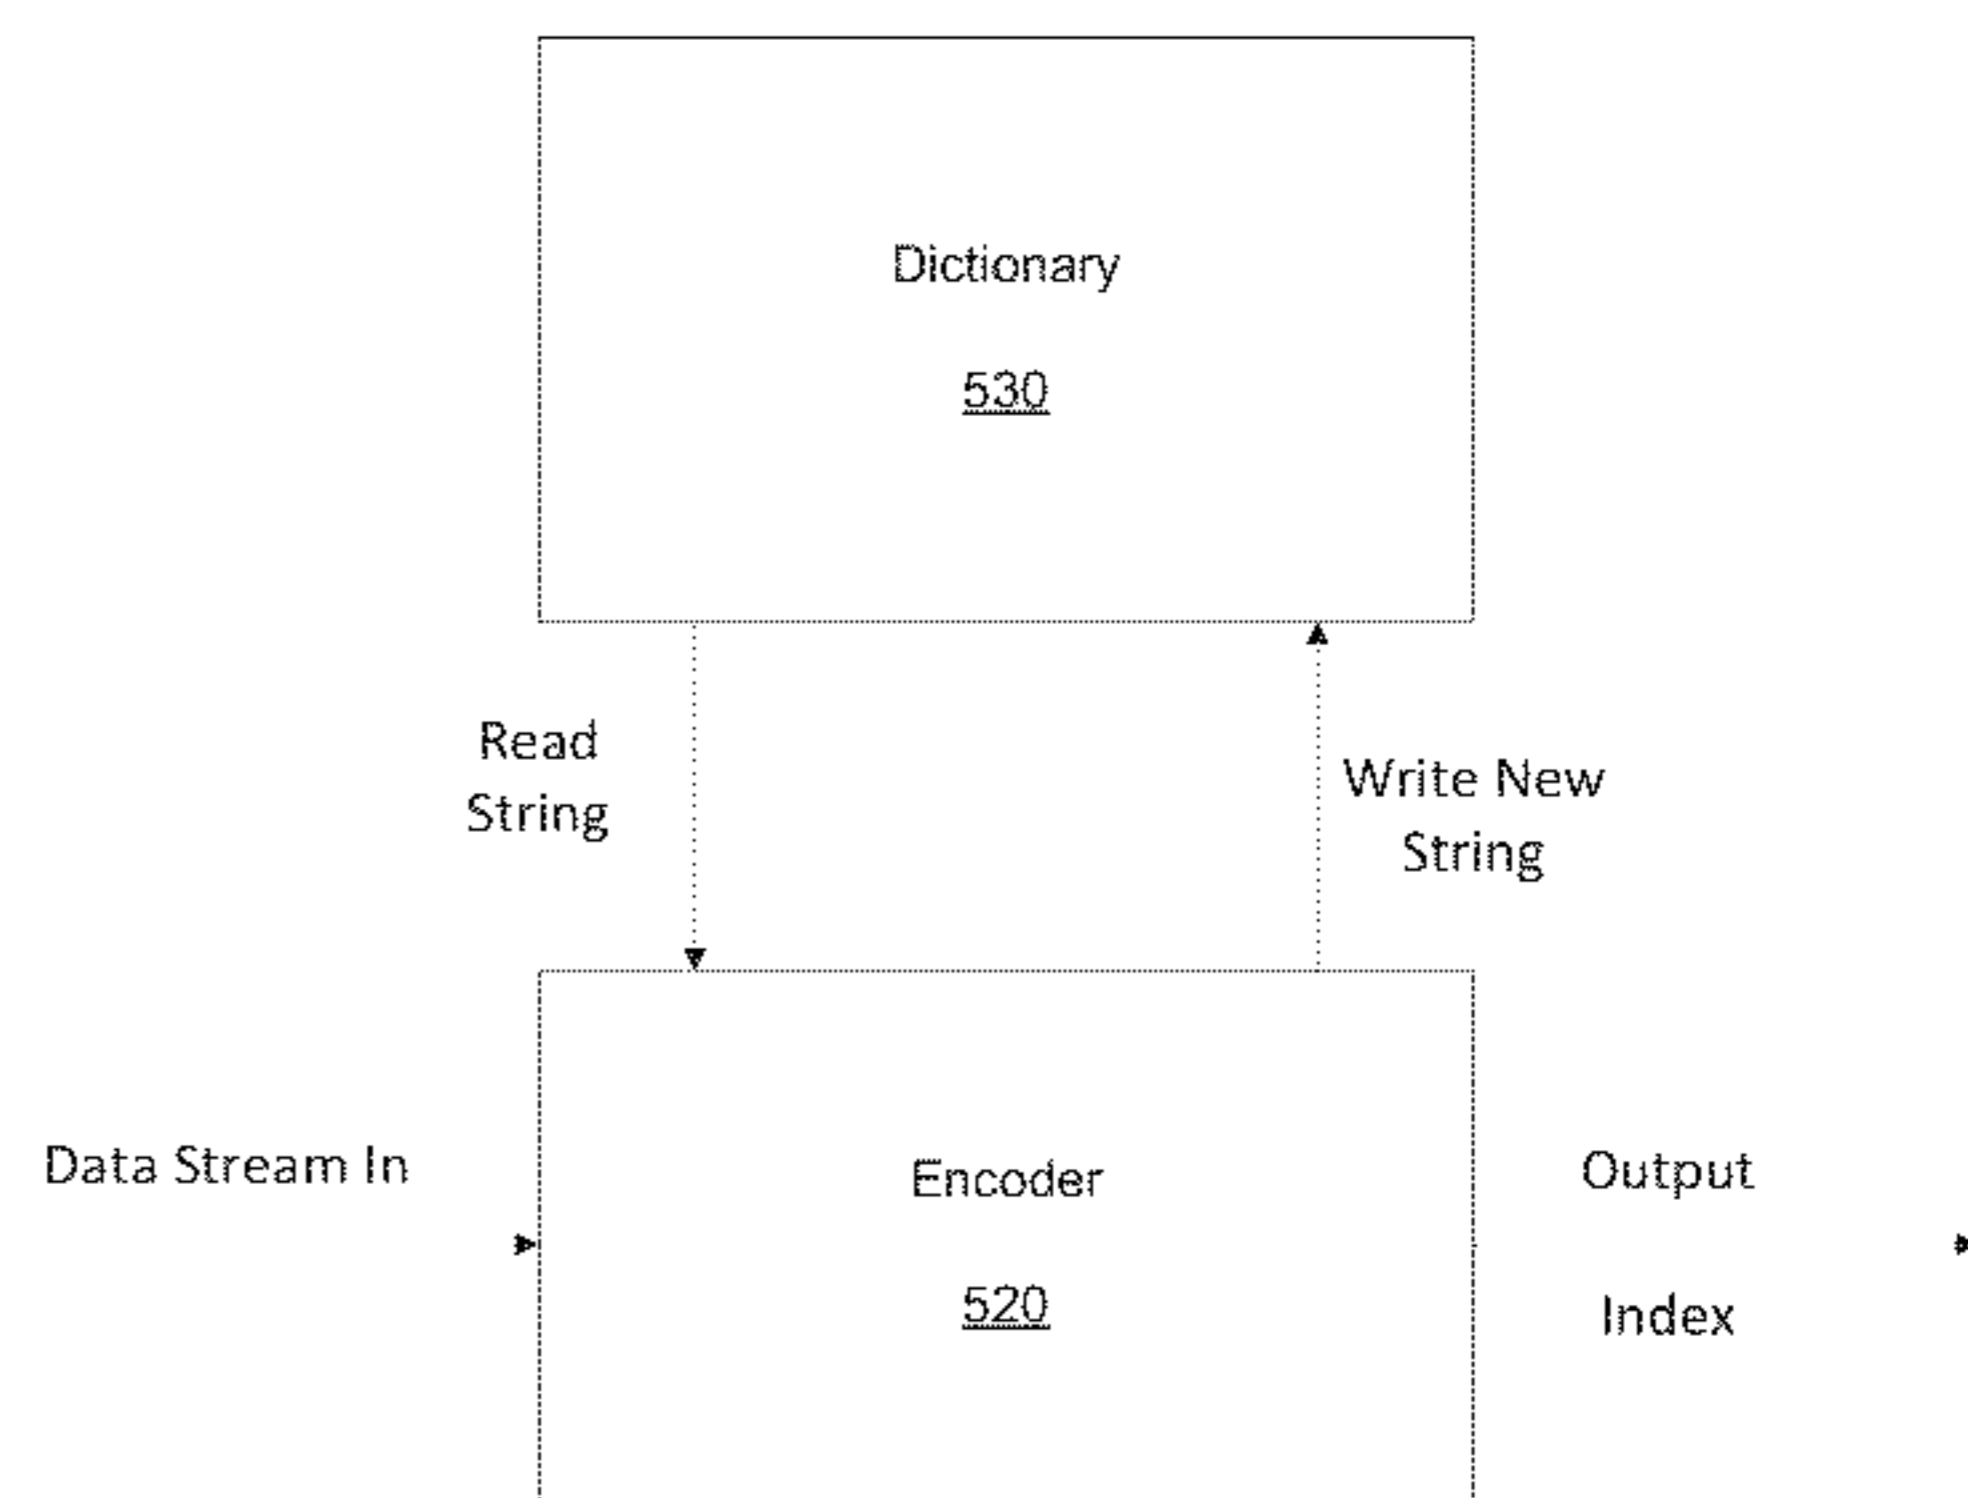 Dictionary
530
Read
String
Write New
String
Data Stream In
Encoder
520
Output
Index